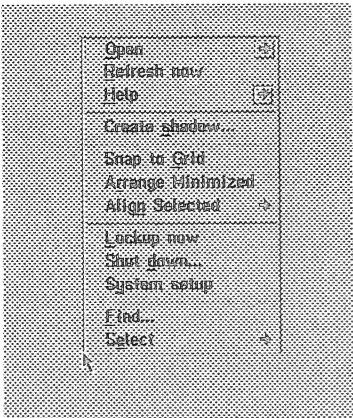 Open
Refresh now
Help
Create shadow...
Snap to Grid
Arrange Minimized
Align Selected
Lockup now
Shut down...
System setup
Find...
Select